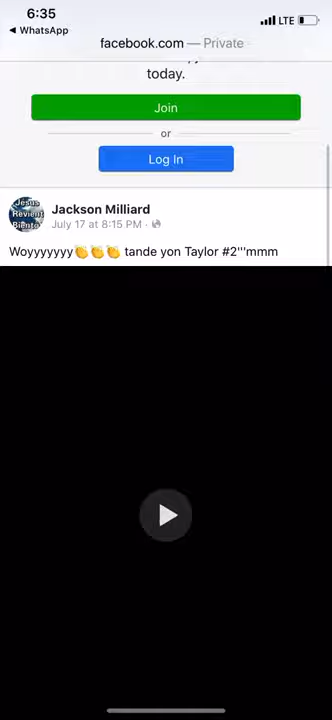 6:35
LTE
WhatsApp
facebook.com — Private
today.
Join
or
Log In
Jesus
Revient
Biento
Jackson Milliard
July 17 at 8:15 PM ·
Woyyyyyyy👏👏👏 tande yon Taylor #2'''mmm